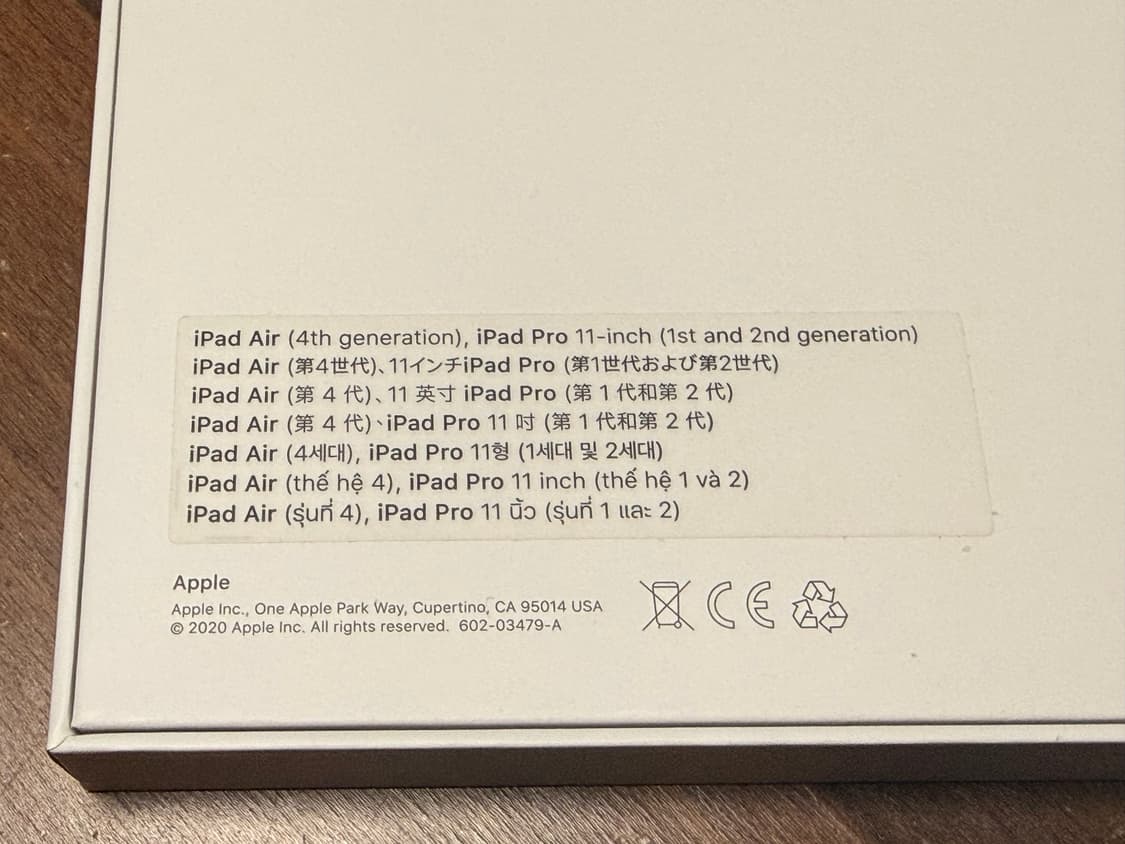 iPad Air (4th generation), iPad Pro 11-inch (1st and 2nd generation)
iPad Air (第4世代)、11インチiPad Pro (第1世代および第2世代)
iPad Air (第 4 代)、11 英寸 iPad Pro (第 1 代和第 2 代)
iPad Air (第 4 代)、iPad Pro 11 吋 (第 1 代和第 2 代)
iPad Air (4세대), iPad Pro 11형 (1세대 및 2세대)
iPad Air (thế hệ 4), iPad Pro 11 inch (thế hệ 1 và 2)
iPad Air (รุ่นที่ 4), iPad Pro 11 นิ้ว (รุ่นที่ 1 และ 2)
Apple
Apple Inc., One Apple Park Way, Cupertino, CA 95014 USA
© 2020 Apple Inc. All rights reserved. 602-03479-A
CE